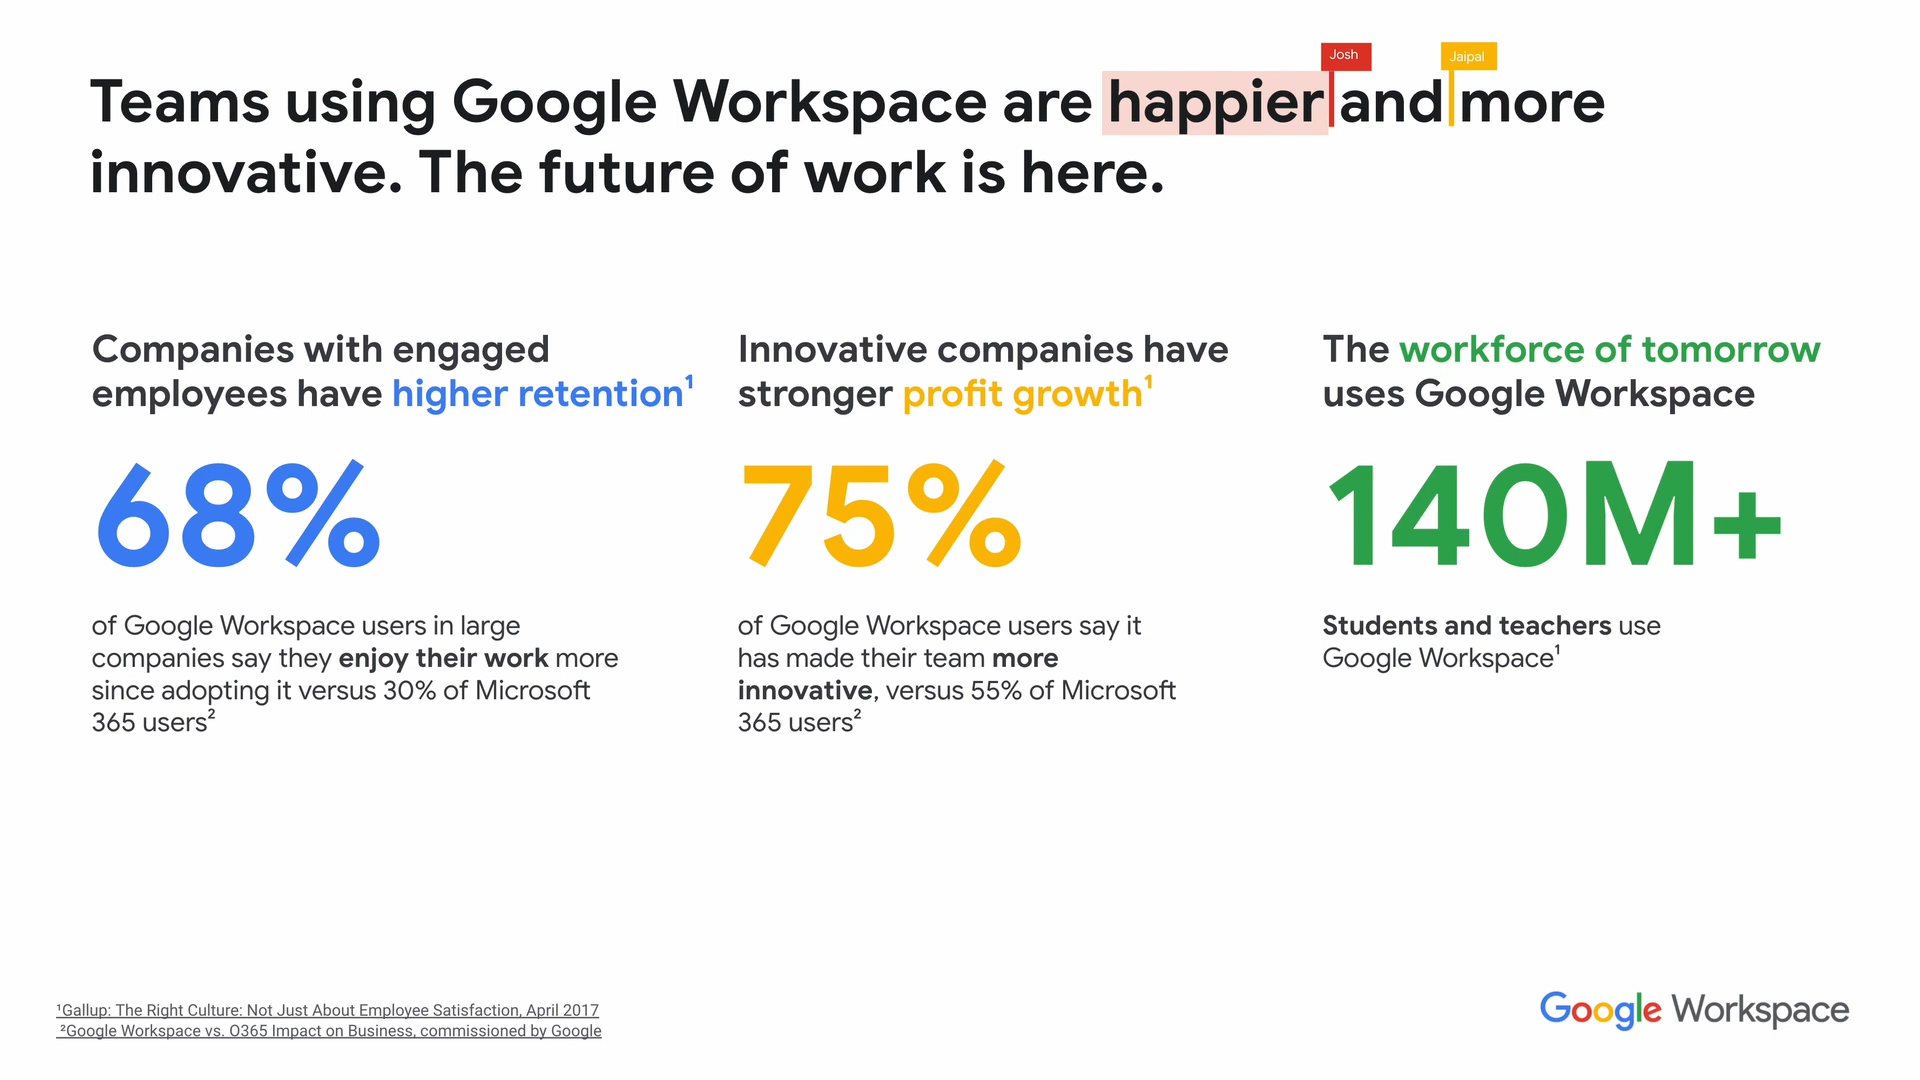 Josh
Jaipal
Teams using Google Workspace are happier and more
innovative. The future of work is here.
Companies with engaged
employees have higher retention¹
68%
of Google Workspace users in large
companies say they enjoy their work more
since adopting it versus 30% of Microsoft
365 users²
Innovative companies have
stronger profit growth¹
75%
of Google Workspace users say it
has made their team more
innovative, versus 55% of Microsoft
365 users²
The workforce of tomorrow
uses Google Workspace
140M+
Students and teachers use
Google Workspace¹
¹Gallup: The Right Culture: Not Just About Employee Satisfaction, April 2017
²Google Workspace vs. O365 Impact on Business, commissioned by Google
Google Workspace